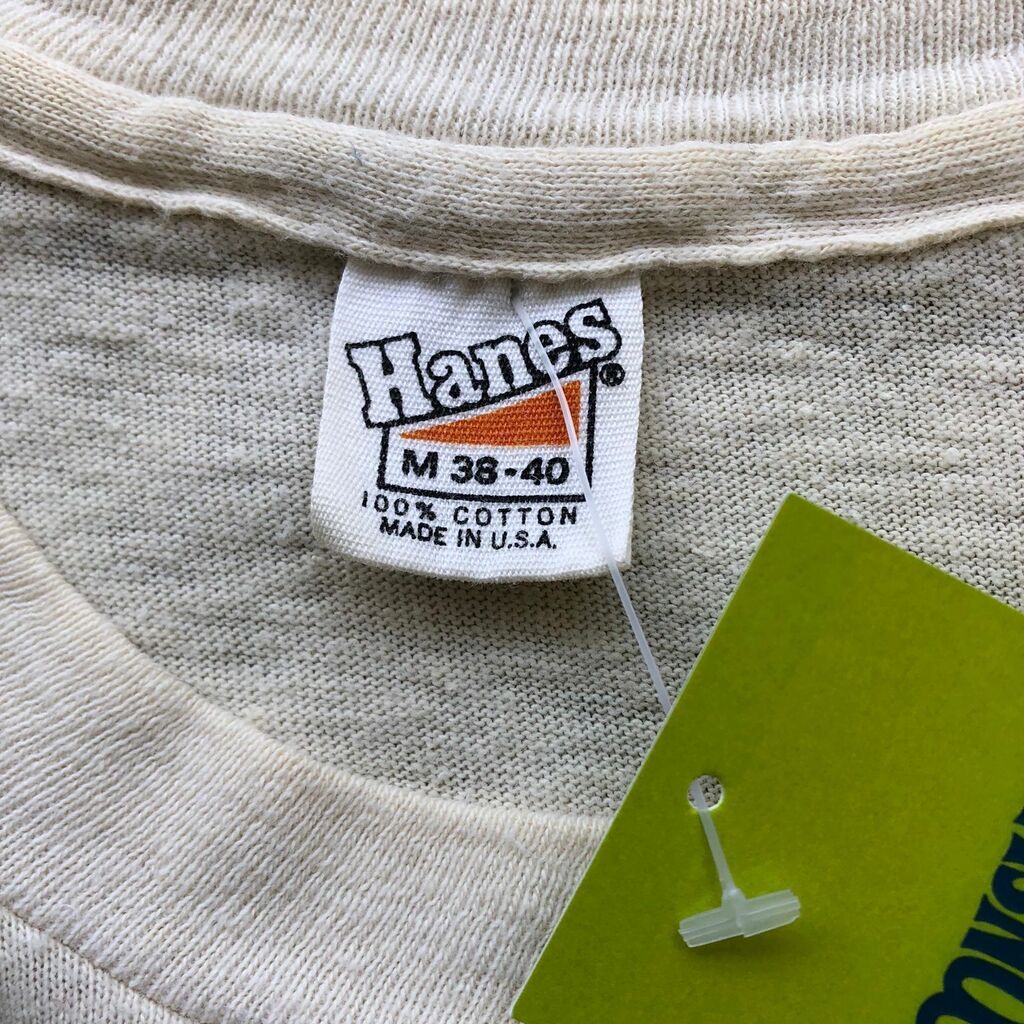 Hanes®
M 38-40
100% COTTON
MADE IN U.S.A.